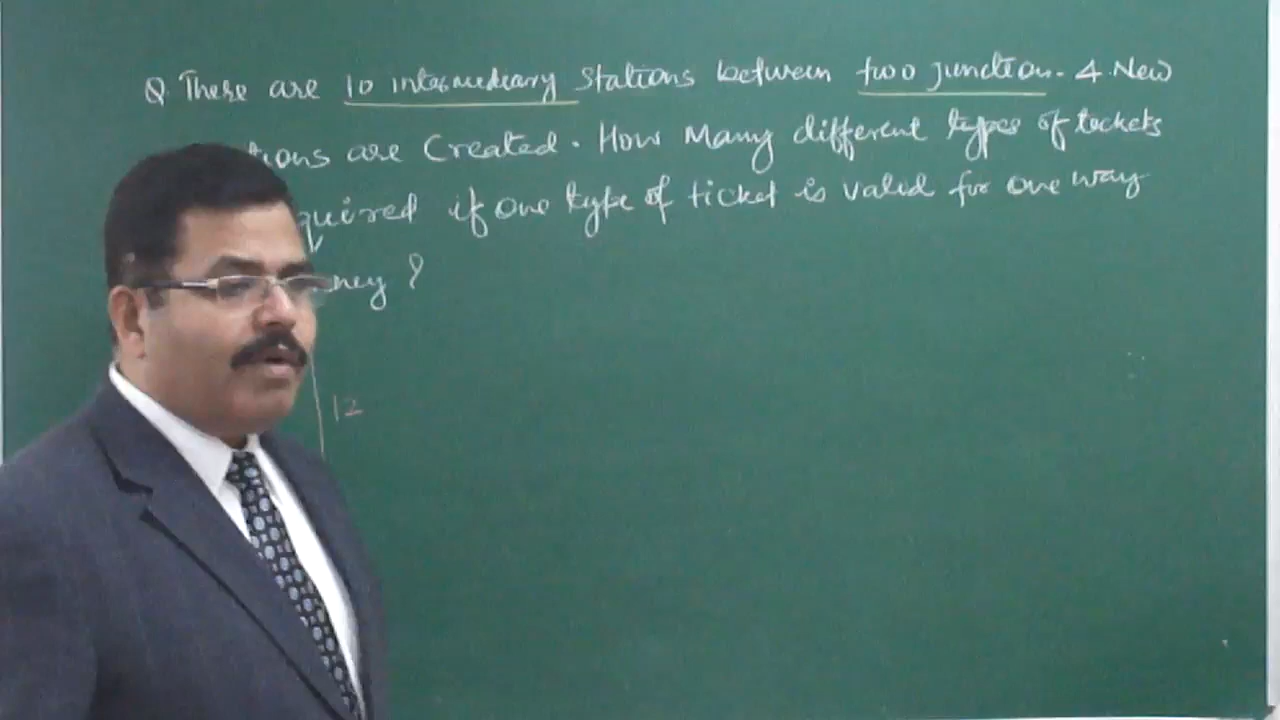 Q There are 10 intermediary stations between two junction. 4 New
tions are Created. How Many different types of tickets
quired if one type of ticket is valid for one way
ney ?
12